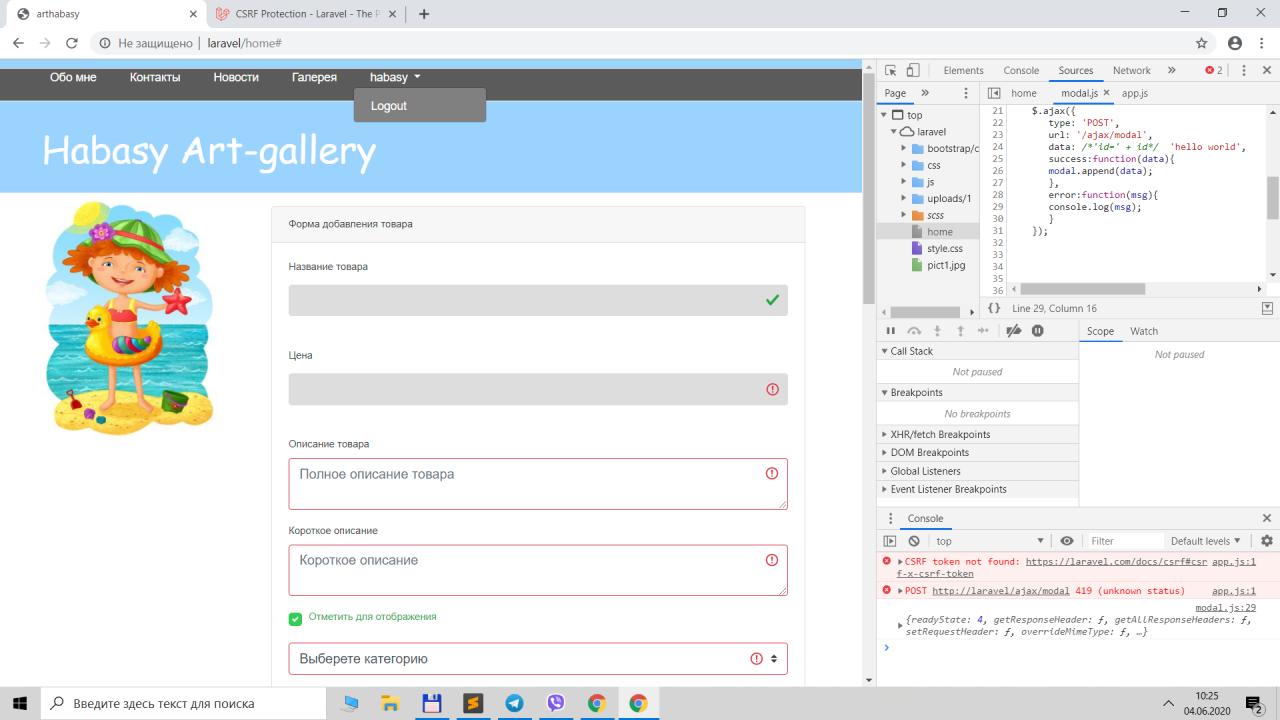 arthabasy
CSRF Protection - Laravel - The P
Не защищено | laravel/home#
Обо мне Контакты Новости Галерея habasy
Logout
Habasy Art-gallery
Форма добавления товара
Название товара
Цена
Описание товара
Полное описание товара
Короткое описание
Короткое описание
Отметить для отображения
Выберете категорию
Elements Console Sources Network » 2
Page »
home modal.js app.js
top
laravel
bootstrap/c
css
js
uploads/1
scss
home
style.css
pict1.jpg
21 $.ajax({
22 type: 'POST',
23 url: '/ajax/modal',
24 data: /*'id=' + id*/ 'hello world',
25 success:function(data){
26 modal.append(data);
27 },
28 error:function(msg){
29 console.log(msg);
30 }
31 });
32
33
34
35
36
{} Line 29, Column 16
Call Stack
Not paused
Breakpoints
No breakpoints
XHR/fetch Breakpoints
DOM Breakpoints
Global Listeners
Event Listener Breakpoints
Scope Watch
Not paused
Console
top Filter Default levels
CSRF token not found: https://laravel.com/docs/csrf#csr app.js:1
f-x-csrf-token
POST http://laravel/ajax/modal 419 (unknown status) app.js:1
modal.js:29
{readyState: 4, getResponseHeader: ƒ, getAllResponseHeaders: ƒ,
setRequestHeader: ƒ, overrideMimeType: ƒ, …}
Введите здесь текст для поиска
10:25
04.06.2020
2